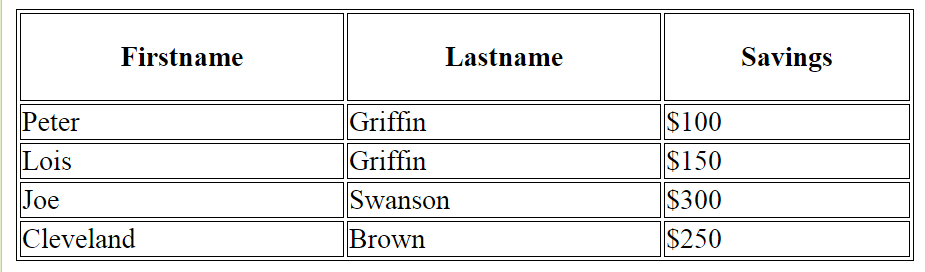 Firstname Lastname Savings
Peter Griffin $100
Lois Griffin $150
Joe Swanson $300
Cleveland Brown $250